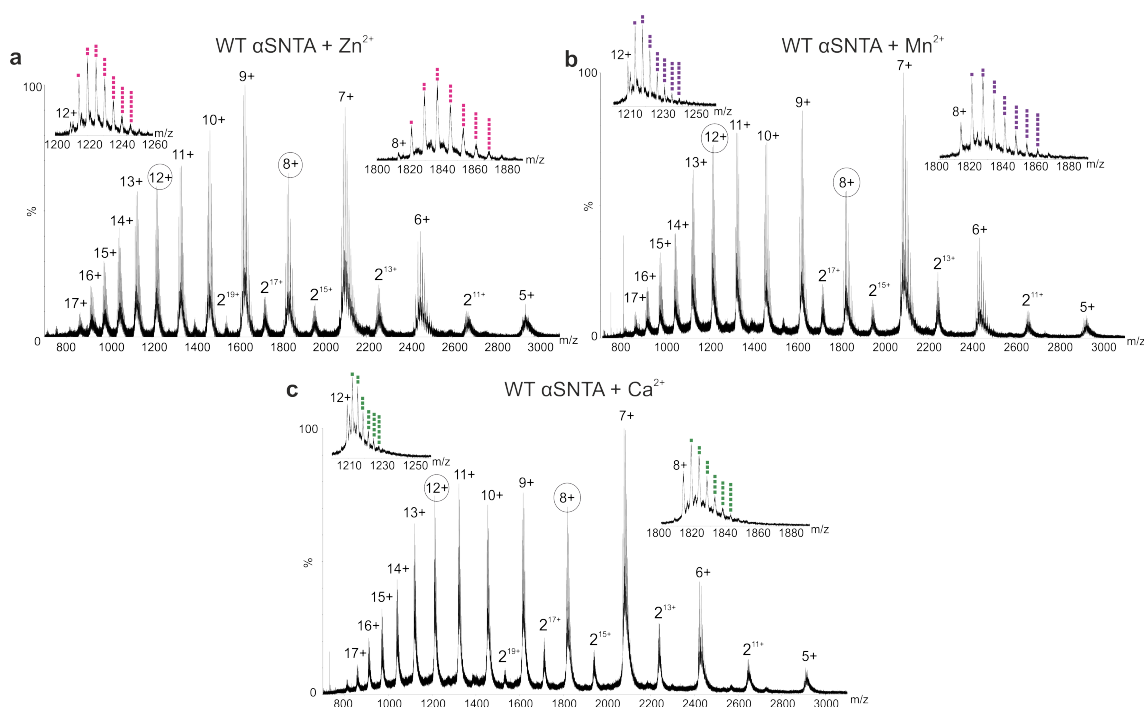 a
WT αSNTA + Zn²⁺
12+
1200 1220 1240 1260 m/z
8+
1800 1820 1840 1860 1880 m/z
100
%
0
17+ 16+ 15+ 14+ 13+ 12+ 11+ 10+ 9+ 8+ 7+ 6+ 5+
2¹⁹⁺ 2¹⁷⁺ 2¹⁵⁺ 2¹³⁺ 2¹¹⁺
800 1000 1200 1400 1600 1800 2000 2200 2400 2600 2800 3000 m/z
b
WT αSNTA + Mn²⁺
12+
1210 1230 1250 m/z
8+
1800 1820 1840 1860 1880 m/z
100
%
0
17+ 16+ 15+ 14+ 13+ 12+ 11+ 10+ 9+ 8+ 7+ 6+ 5+
2¹⁷⁺ 2¹⁵⁺ 2¹³⁺ 2¹¹⁺
800 1000 1200 1400 1600 1800 2000 2200 2400 2600 2800 3000 m/z
c
WT αSNTA + Ca²⁺
12+
1210 1230 1250 m/z
8+
1800 1820 1840 1860 1880 m/z
100
%
0
17+ 16+ 15+ 14+ 13+ 12+ 11+ 10+ 9+ 8+ 7+ 6+ 5+
2¹⁹⁺ 2¹⁷⁺ 2¹⁵⁺ 2¹³⁺ 2¹¹⁺
800 1000 1200 1400 1600 1800 2000 2200 2400 2600 2800 3000 m/z